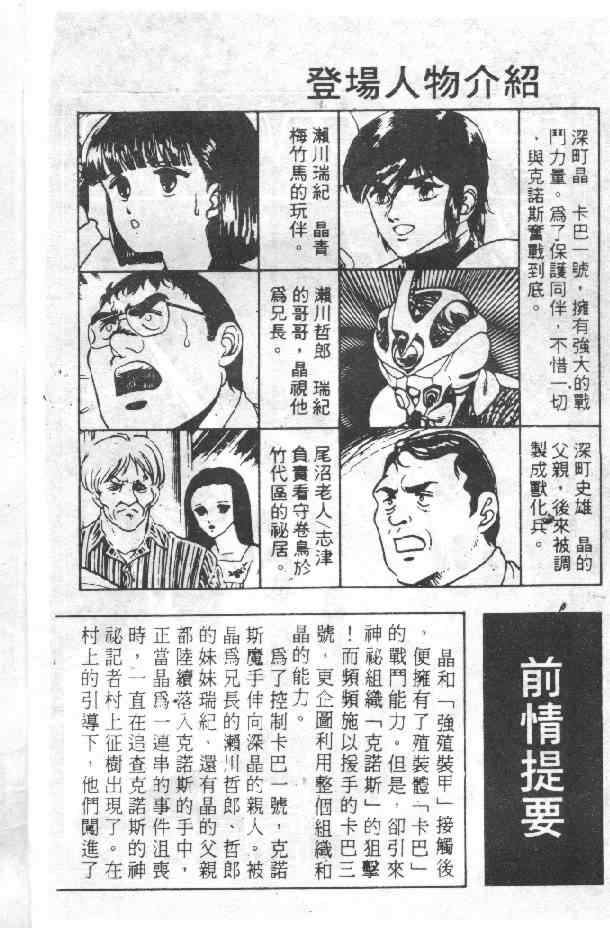 登場人物介紹
深町晶　卡巴一號，擁有強大的戰
鬥力量。爲了保護同伴，不惜一切
，與克諾斯奮戰到底。
瀨川瑞紀　晶青
梅竹馬的玩伴。
瀨川哲郎　瑞紀
的哥哥，晶視他
爲兄長。
深町史雄　晶的
父親，後來被調
製成獸化兵。
尾沼老人╱志津
負責看守卷島於
竹代區的祕居。
前情提要
晶和「強殖裝甲」接觸後
，便擁有了殖裝體「卡巴」
的戰鬥能力。但是，卻引來
神祕組織「克諾斯」的狙擊
！而頻頻施以援手的卡巴三
號，更企圖利用整個組織和
晶的能力。
爲了控制卡巴一號，克諾
斯魔手伸向深晶的親人。被
晶爲兄長的瀨川哲郎、哲郎
的妹妹瑞紀、還有晶的父親
都陸續落入克諾斯的手中，
正當晶爲一連串的事件沮喪
時，一直在追查克諾斯的神
祕記者村上征樹出現了。在
村上的引導下，他們闖進了